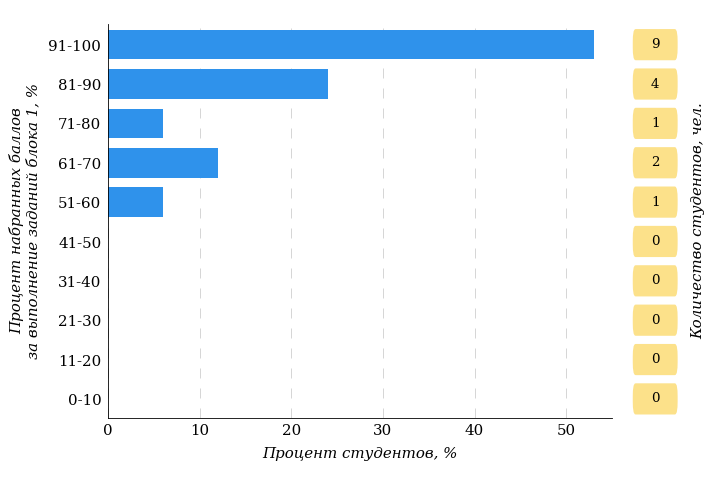 Процент набранных баллов
за выполнение заданий блока 1, %
91-100 9
81-90 4
71-80 1
61-70 2
51-60 1
41-50 0
31-40 0
21-30 0
11-20 0
0-10 0
0 10 20 30 40 50
Процент студентов, %
Количество студентов, чел.